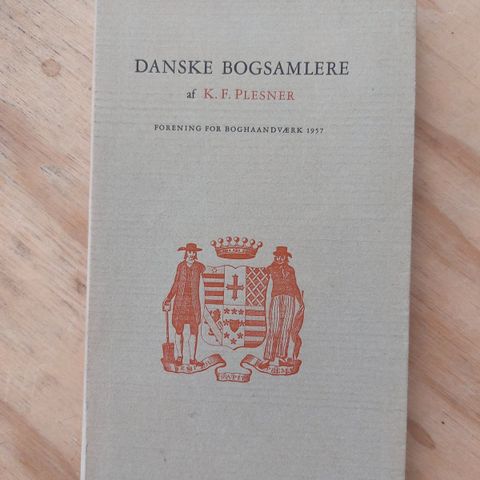 DANSKE BOGSAMLERE
af K. F. PLESNER
FORENING FOR BOGHAANDVÆRK 1957